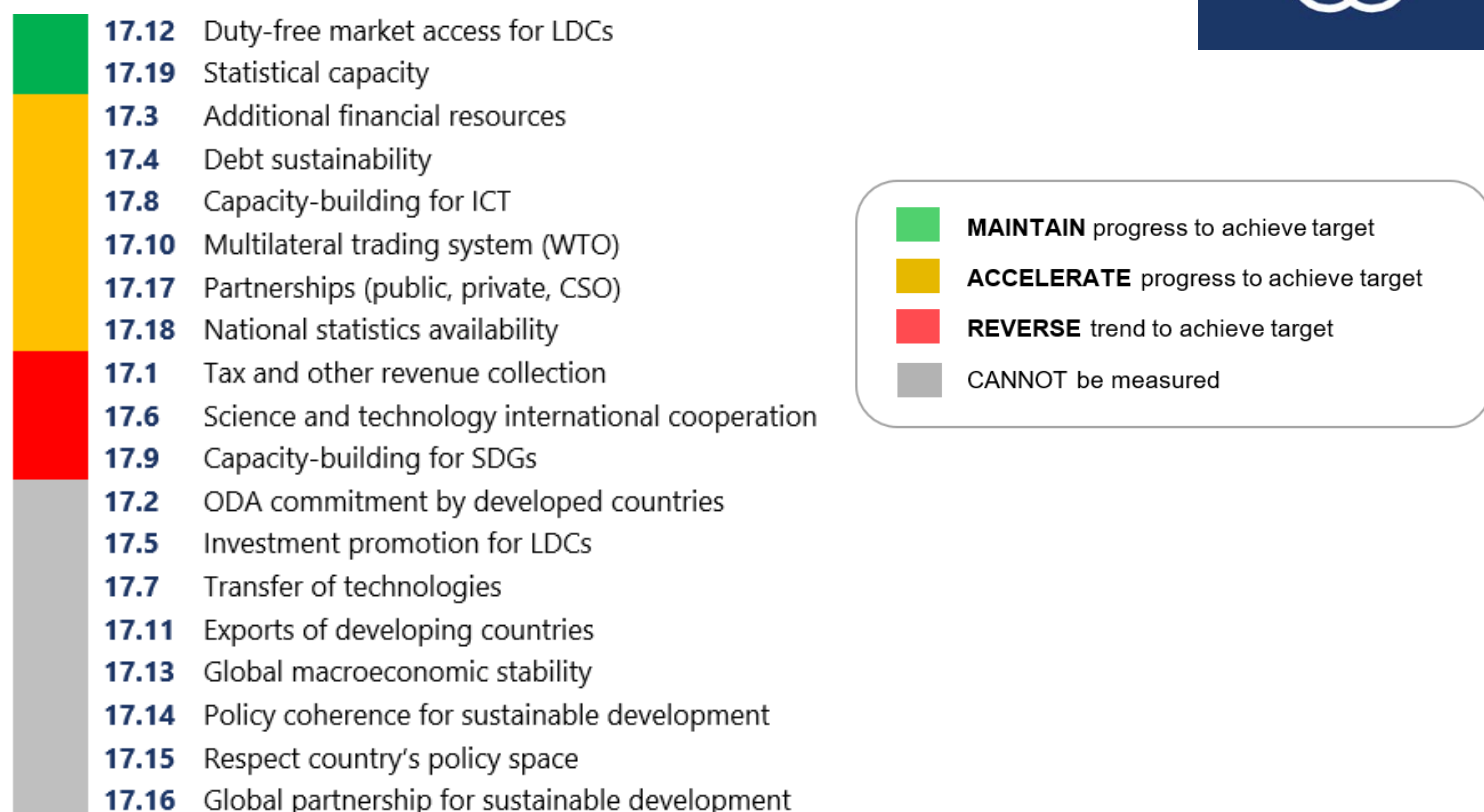 17.12 Duty-free market access for LDCs
17.19 Statistical capacity
17.3 Additional financial resources
17.4 Debt sustainability
17.8 Capacity-building for ICT
17.10 Multilateral trading system (WTO)
17.17 Partnerships (public, private, CSO)
17.18 National statistics availability
17.1 Tax and other revenue collection
17.6 Science and technology international cooperation
17.9 Capacity-building for SDGs
17.2 ODA commitment by developed countries
17.5 Investment promotion for LDCs
17.7 Transfer of technologies
17.11 Exports of developing countries
17.13 Global macroeconomic stability
17.14 Policy coherence for sustainable development
17.15 Respect country's policy space
17.16 Global partnership for sustainable development
MAINTAIN progress to achieve target
ACCELERATE progress to achieve target
REVERSE trend to achieve target
CANNOT be measured